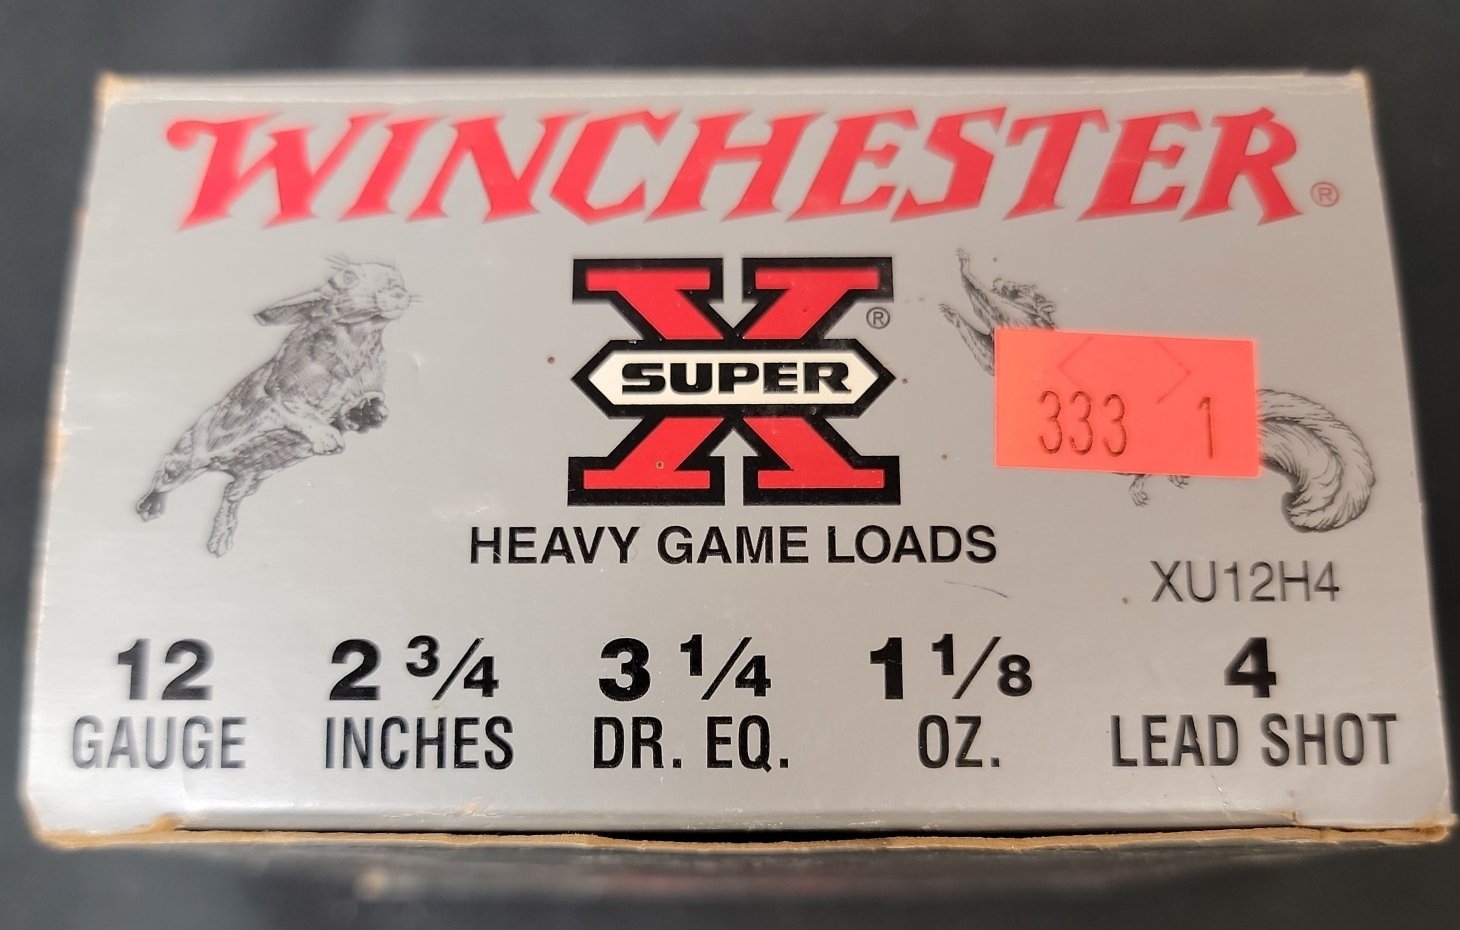 WINCHESTER®
X®
SUPER
333 1
HEAVY GAME LOADS
XU12H4
12 2 3/4 3 1/4 1 1/8 4
GAUGE INCHES DR. EQ. OZ. LEAD SHOT